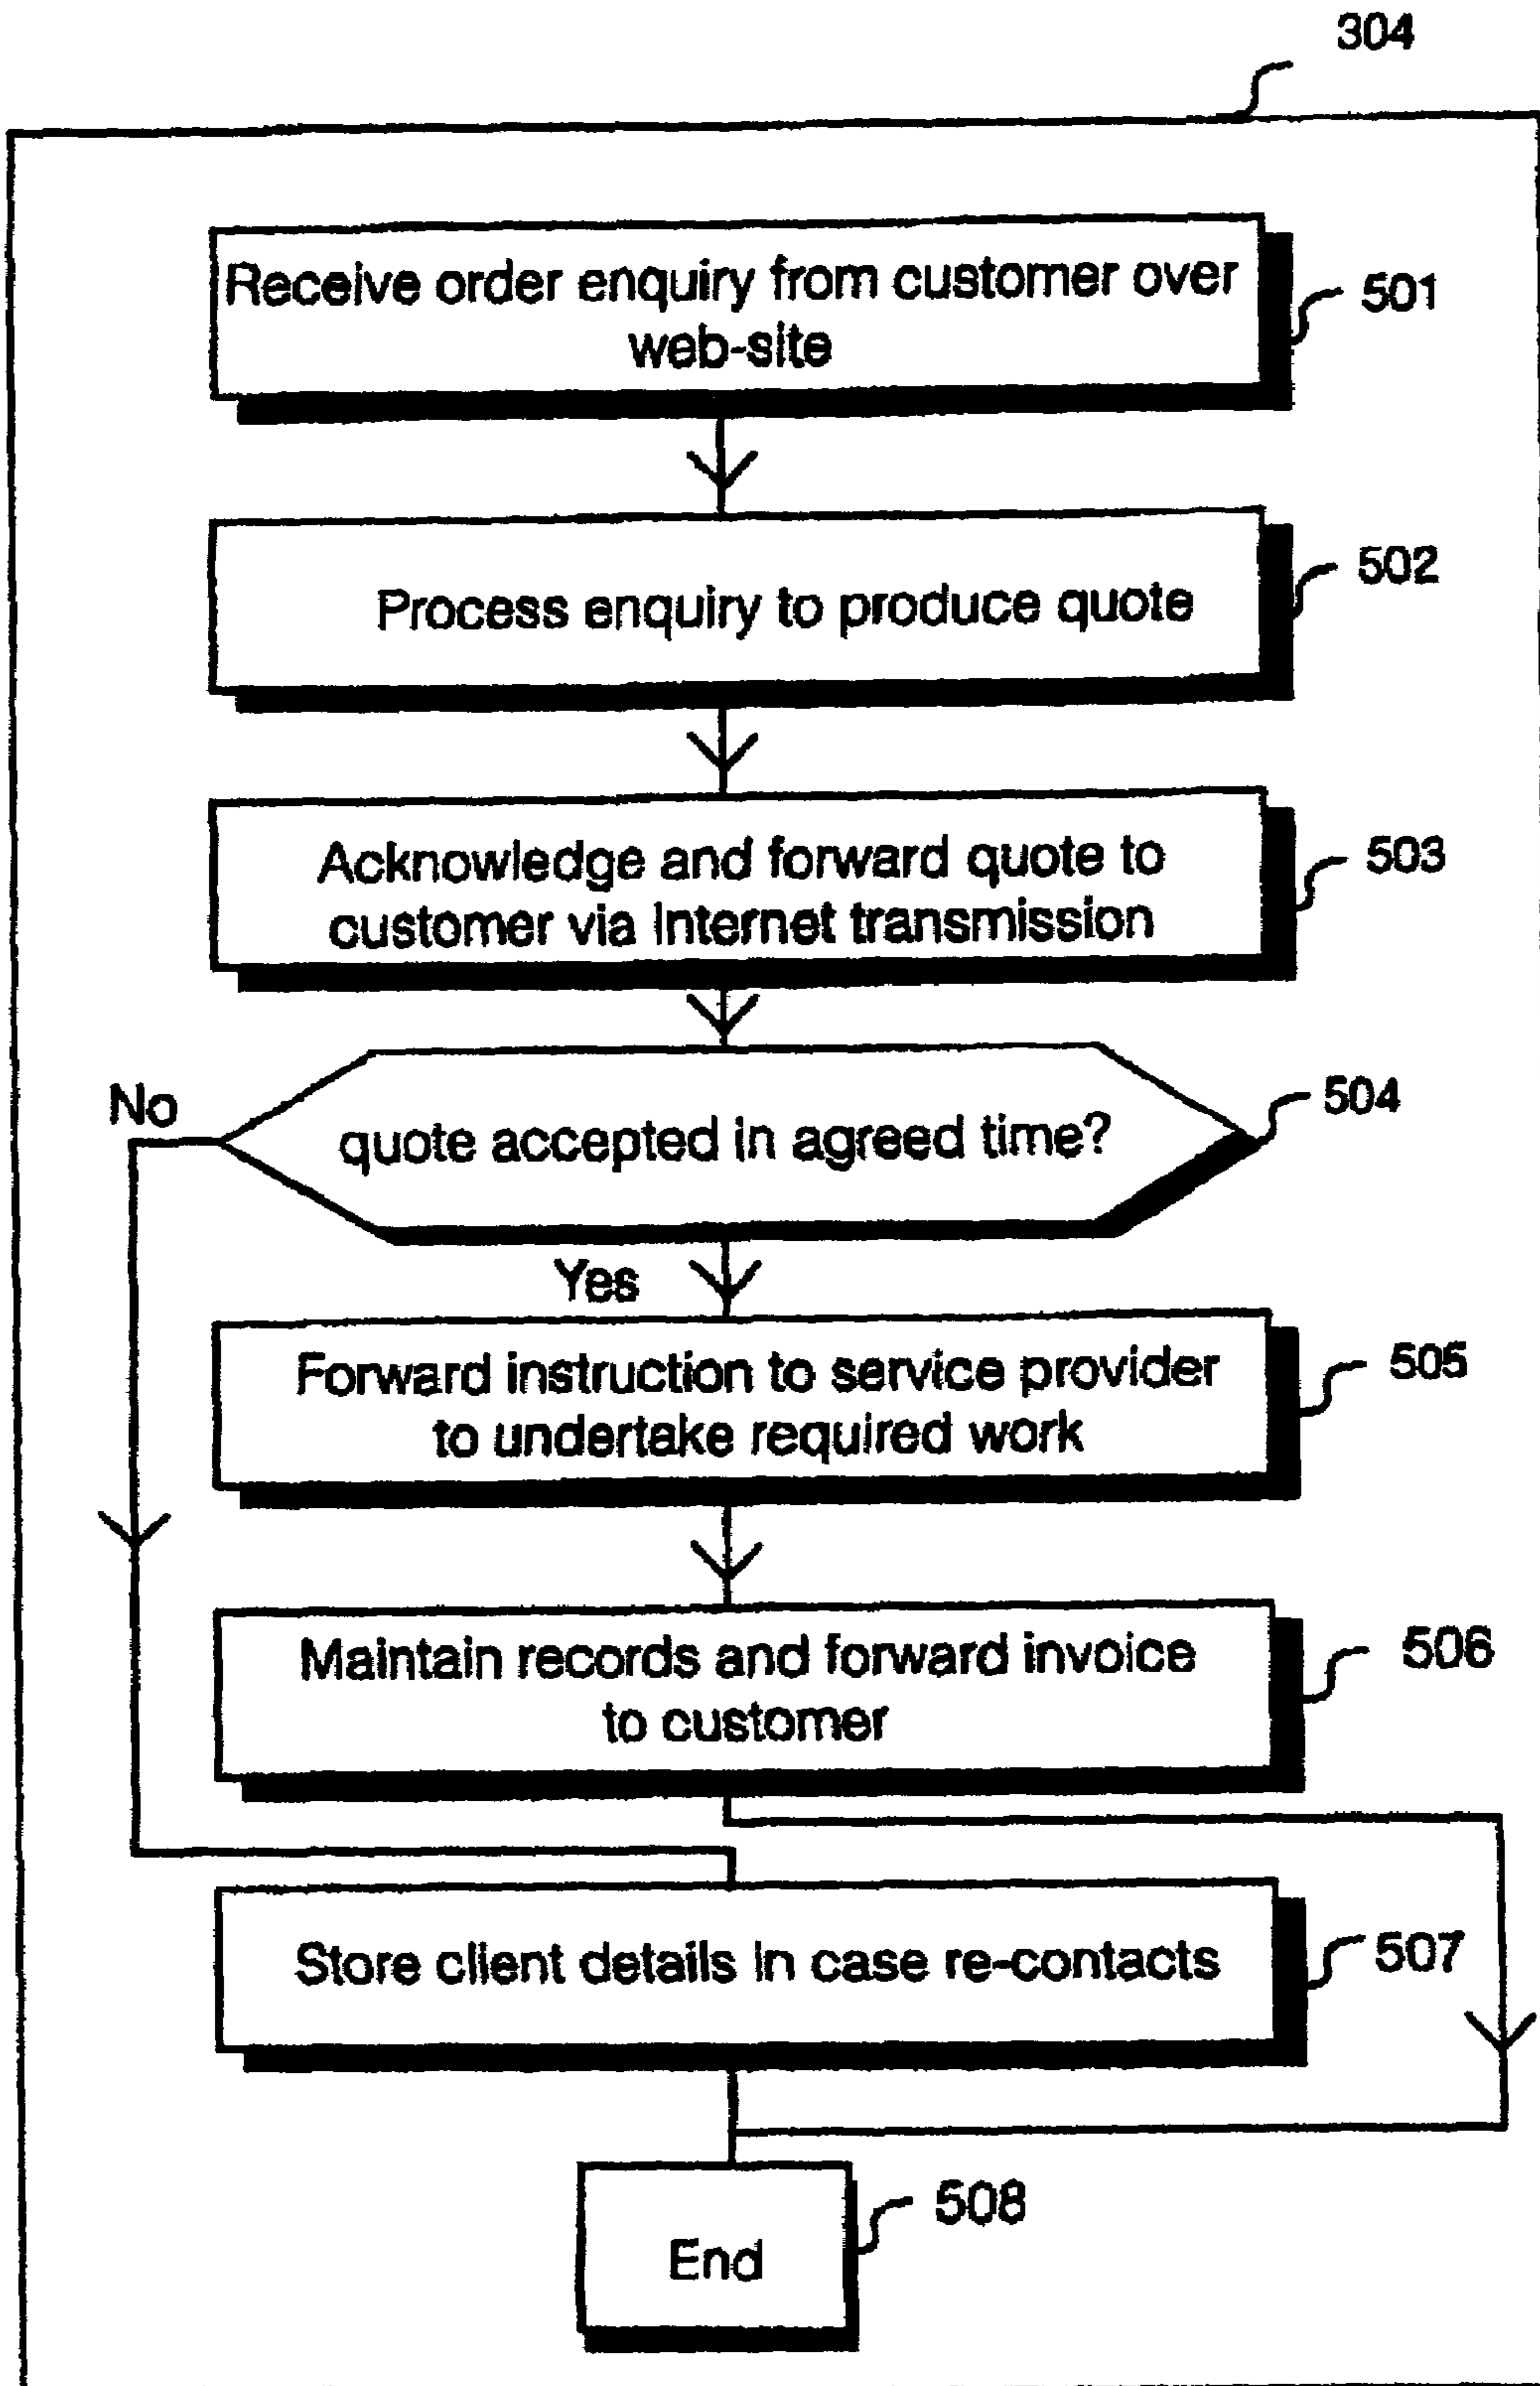 304
Receive order enquiry from customer over
web-site
501
Process enquiry to produce quote
502
Acknowledge and forward quote to
customer via Internet transmission
503
No
quote accepted in agreed time?
504
Yes
Forward instruction to service provider
to undertake required work
505
Maintain records and forward invoice
to customer
506
Store client details in case re-contacts
507
End
508